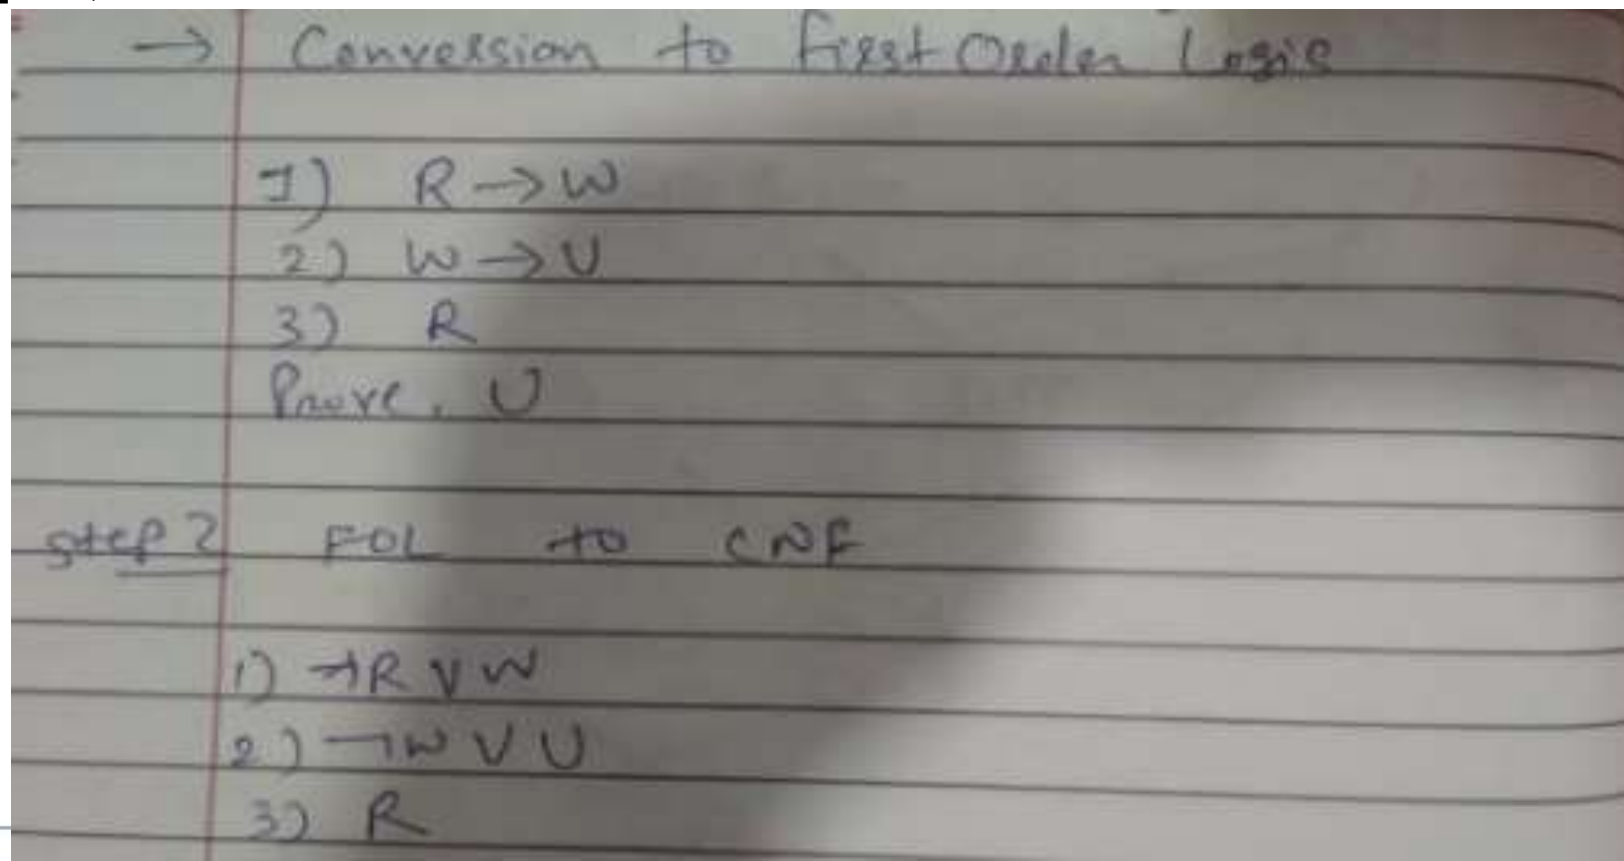 → Conversion to First Order Logic
1) R → W
2) W → U
3) R
Prove. U
step 2 FOL to CNF
1) ¬R ∨ W
2) ¬W ∨ U
3) R